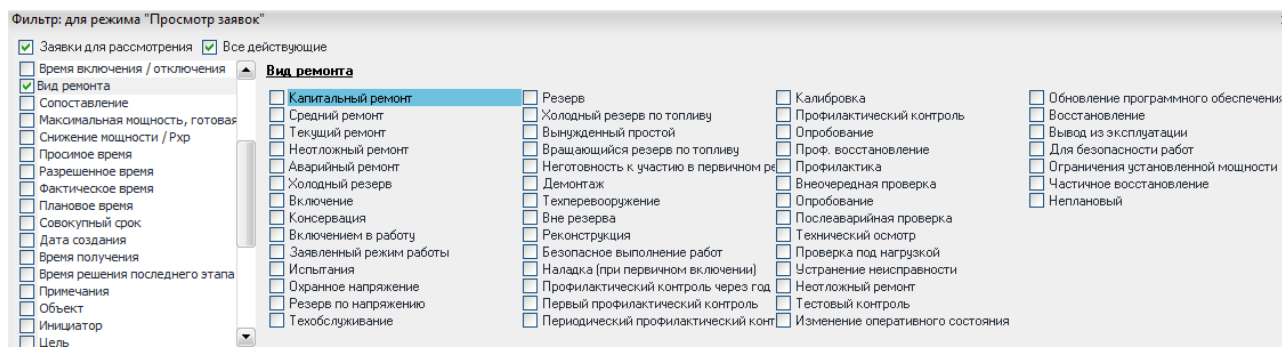 Фильтр: для режима "Просмотр заявок"
Заявки для рассмотрения Все действующие
Время включения / отключения
Вид ремонта
Сопоставление
Максимальная мощность, готовая
Снижение мощности / Рхр
Просимое время
Разрешенное время
Фактическое время
Плановое время
Совокупный срок
Дата создания
Время получения
Время решения последнего этапа
Примечания
Объект
Инициатор
Цель
Вид ремонта
Капитальный ремонт
Средний ремонт
Текущий ремонт
Неотложный ремонт
Аварийный ремонт
Холодный резерв
Включение
Консервация
Включением в работу
Заявленный режим работы
Испытания
Охранное напряжение
Резерв по напряжению
Техобслуживание
Резерв
Холодный резерв по топливу
Вынужденный простой
Вращающийся резерв по топливу
Неготовность к участию в первичном ре
Демонтаж
Техперевооружение
Вне резерва
Реконструкция
Безопасное выполнение работ
Наладка (при первичном включении)
Профилактический контроль через год
Первый профилактический контроль
Периодический профилактический конт
Калибровка
Профилактический контроль
Опробование
Проф. восстановление
Профилактика
Внеочередная проверка
Опробование
Послеаварийная проверка
Технический осмотр
Проверка под нагрузкой
Устранение неисправности
Неотложный ремонт
Тестовый контроль
Изменение оперативного состояния
Обновление программного обеспечения
Восстановление
Вывод из эксплуатации
Для безопасности работ
Ограничения установленной мощности
Частичное восстановление
Неплановый